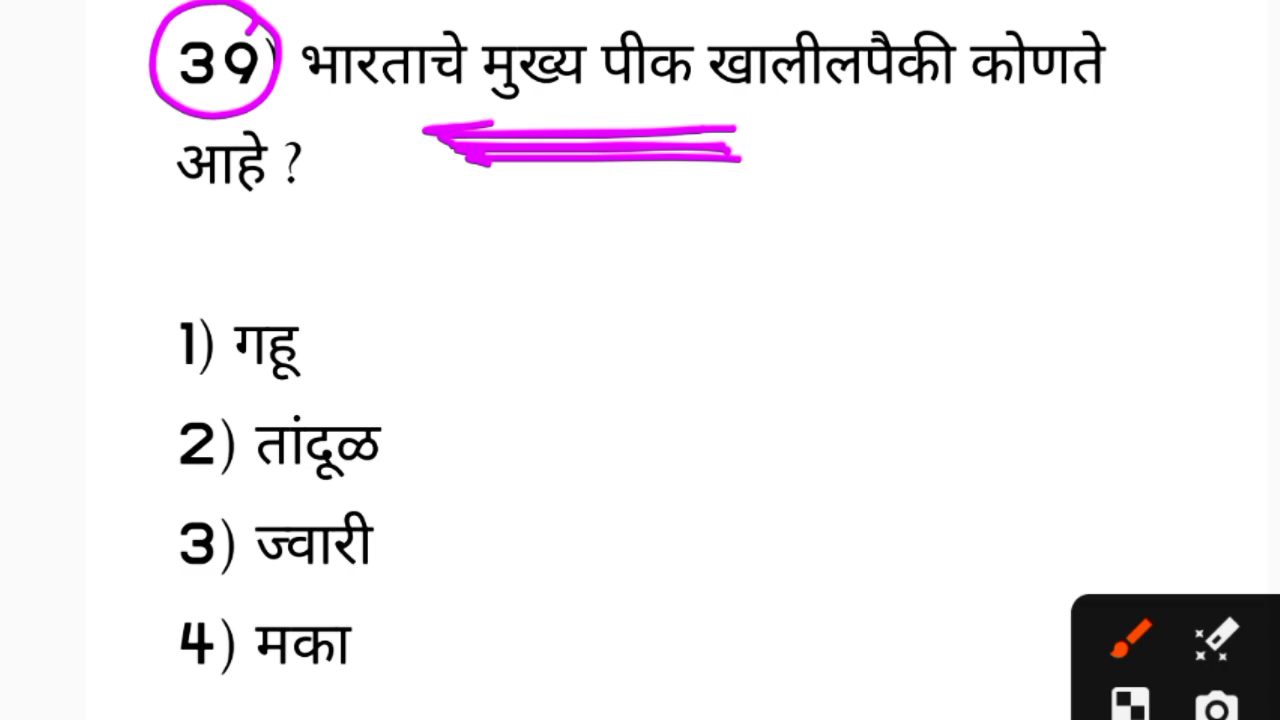 39) भारताचे मुख्य पीक खालीलपैकी कोणते
आहे ?
1) गहू
2) तांदूळ
3) ज्वारी
4) मका